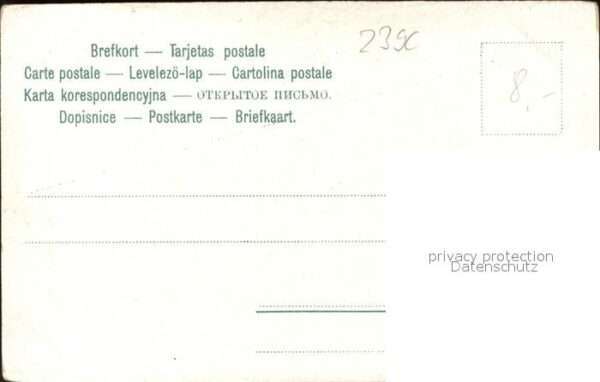 239c
Brefkort — Tarjetas postale
Carte postale — Levelezö-lap — Cartolina postale
Karta korespondencyjna — ОТКРЫТОЕ ПИСЬМО.
Dopisnice — Postkarte — Briefkaart.
8,-
privacy protection
Datenschutz